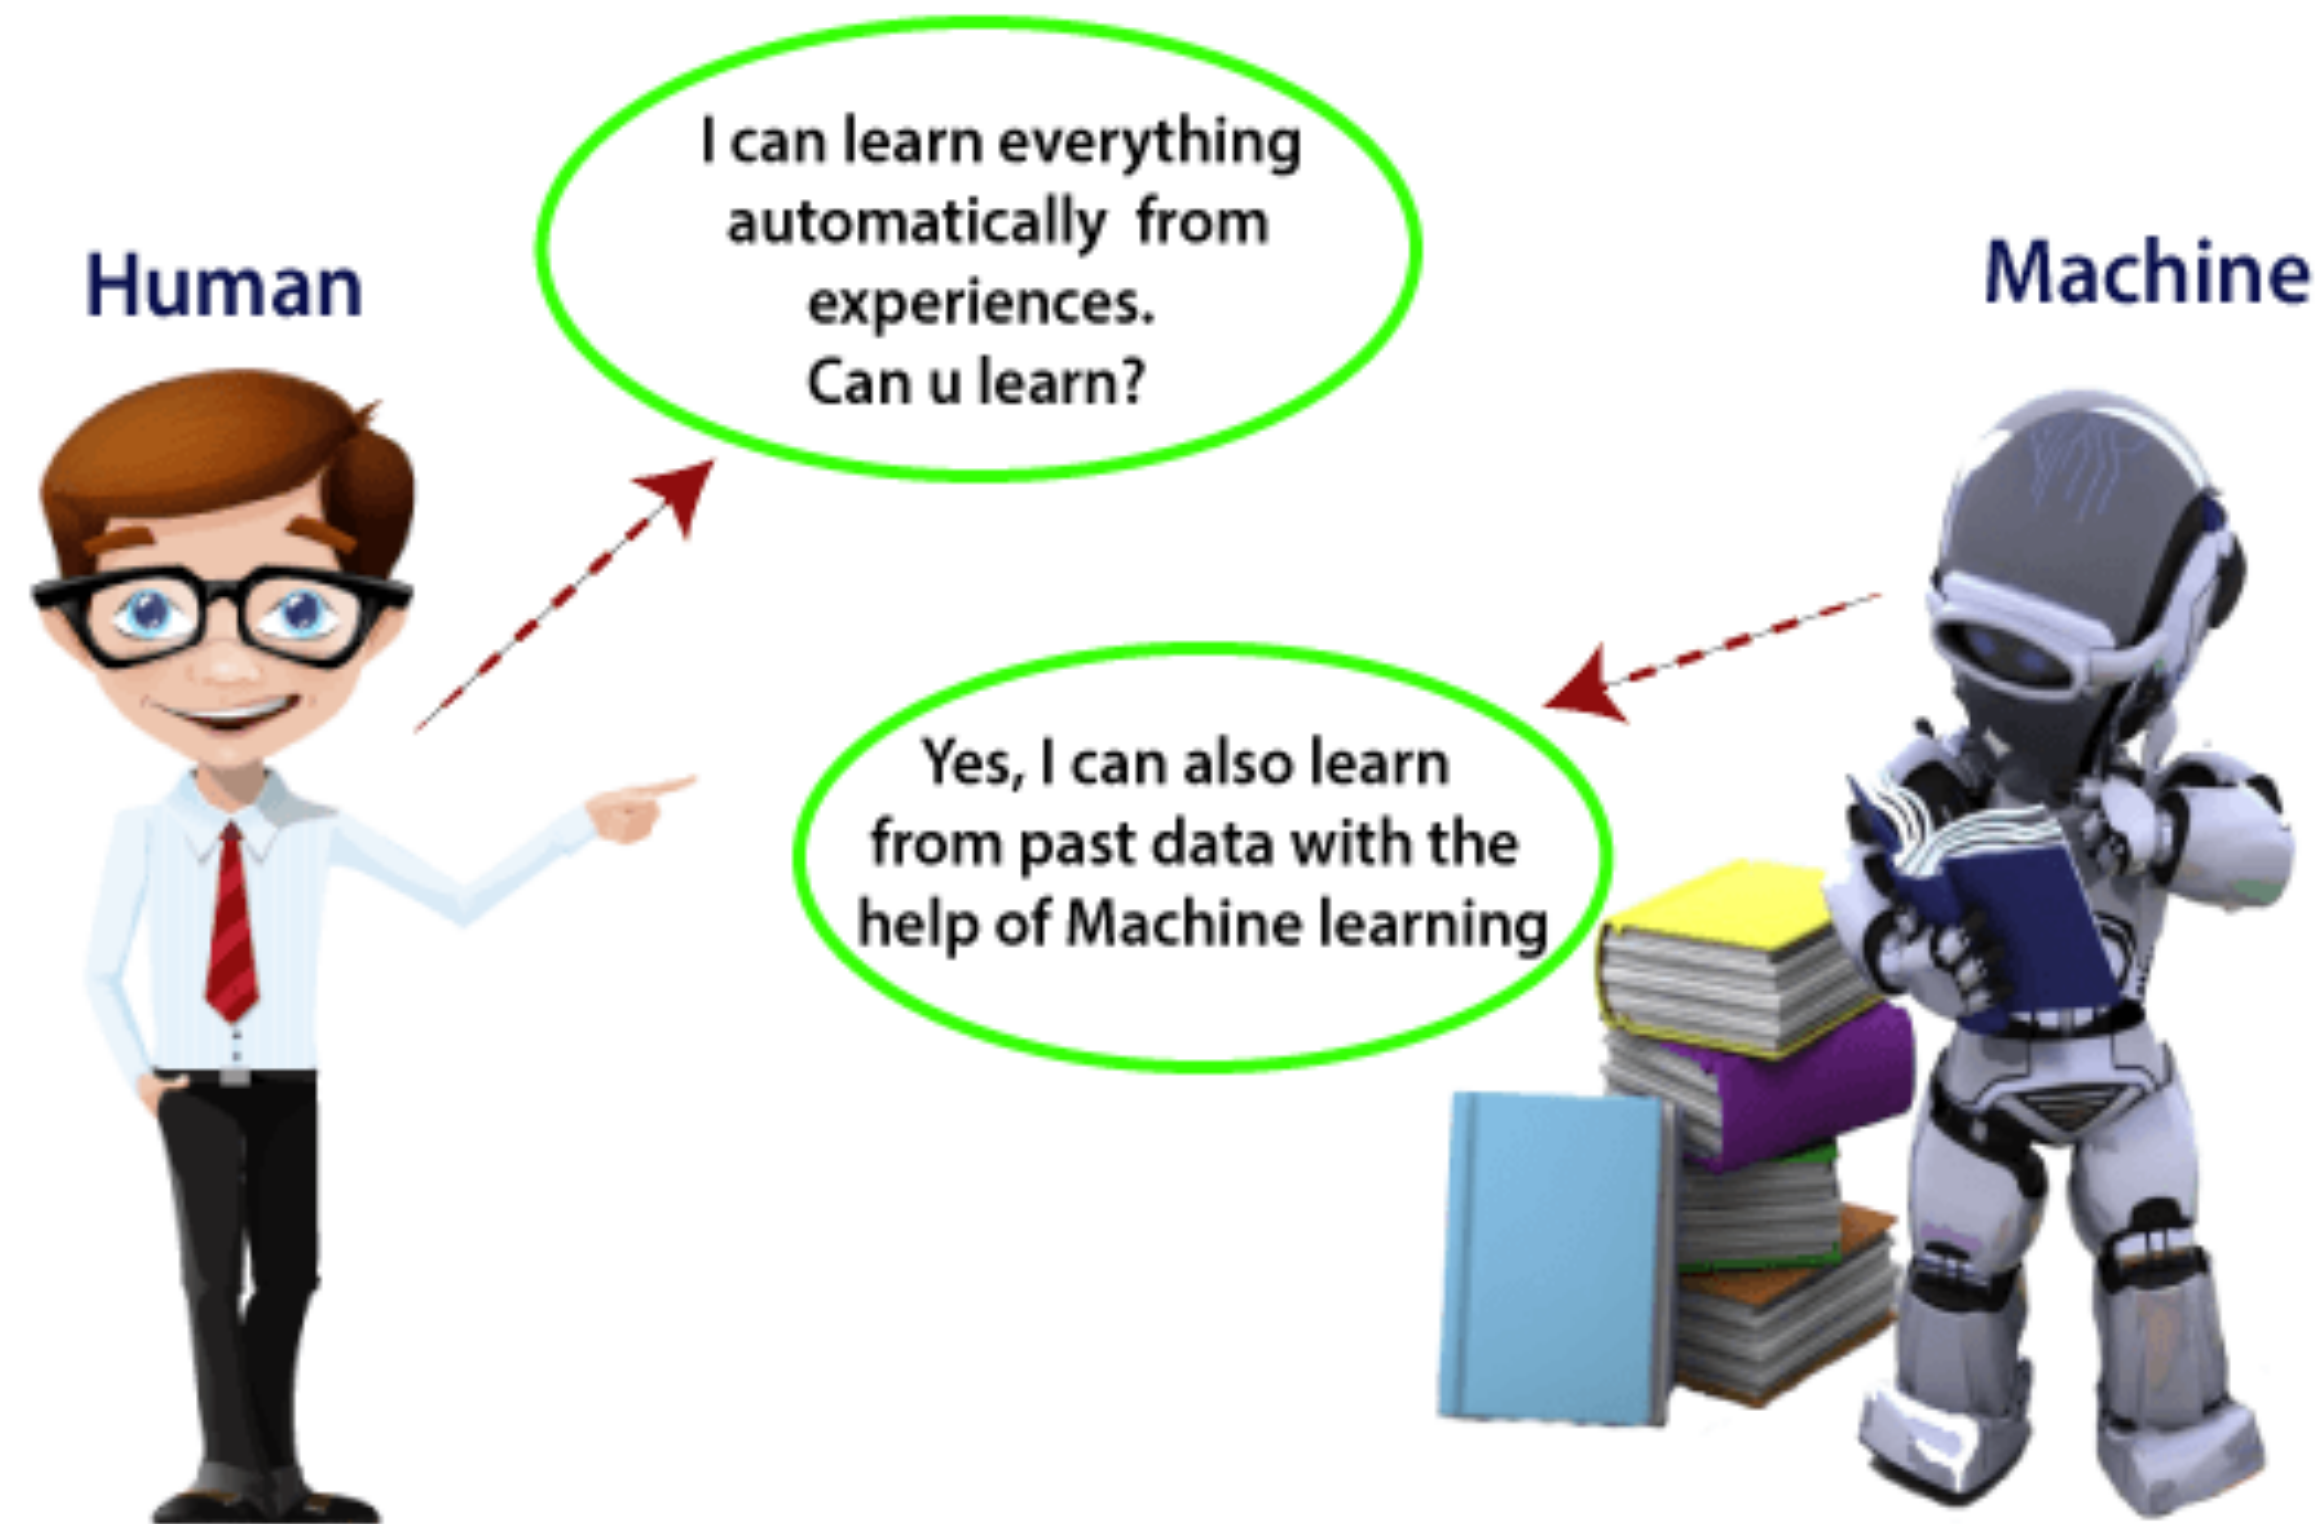 Human
I can learn everything
automatically from
experiences.
Can u learn?
Machine
Yes, I can also learn
from past data with the
help of Machine learning